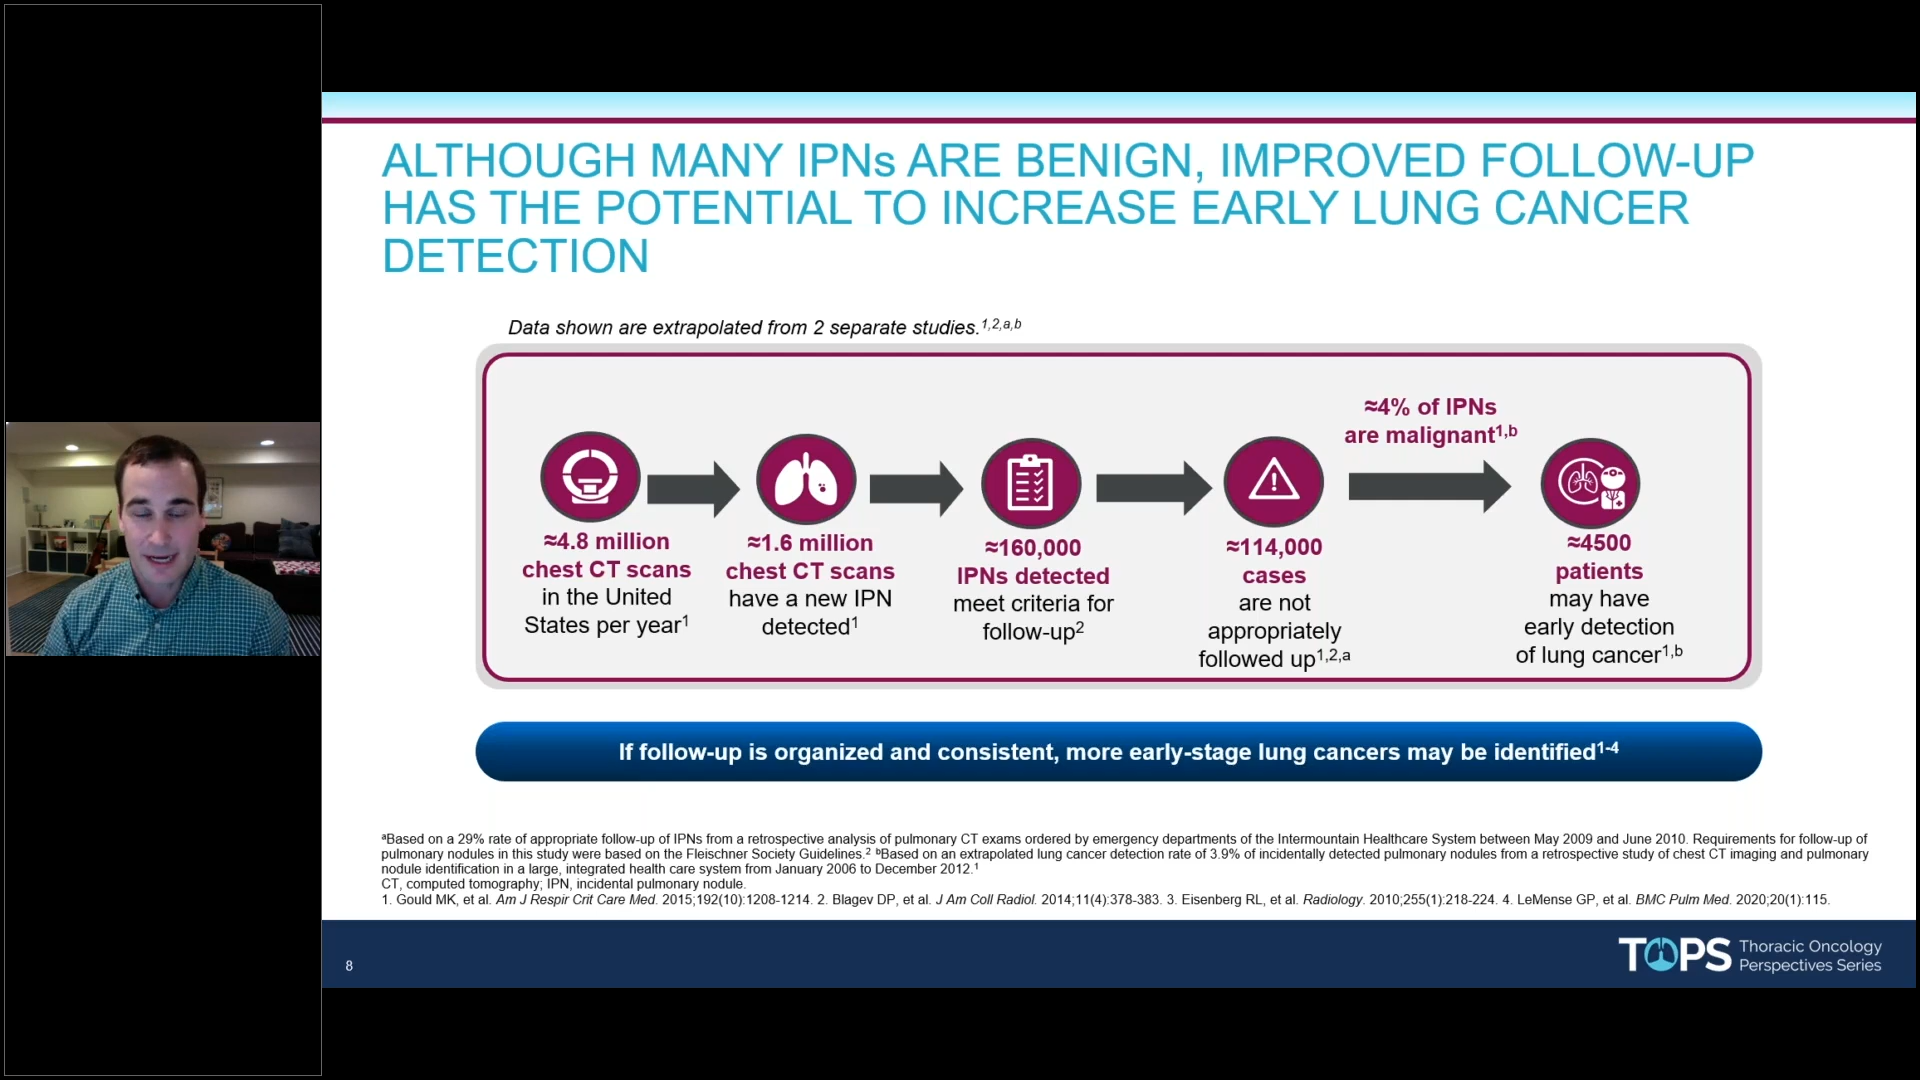 ALTHOUGH MANY IPNs ARE BENIGN, IMPROVED FOLLOW-UP
HAS THE POTENTIAL TO INCREASE EARLY LUNG CANCER
DETECTION
Data shown are extrapolated from 2 separate studies.1,2,a,b
≈4.8 million
chest CT scans
in the United
States per year1
≈1.6 million
chest CT scans
have a new IPN
detected1
≈160,000
IPNs detected
meet criteria for
follow-up2
≈114,000
cases
are not
appropriately
followed up1,2,a
≈4% of IPNs
are malignant1,b
≈4500
patients
may have
early detection
of lung cancer1,b
If follow-up is organized and consistent, more early-stage lung cancers may be identified1-4
aBased on a 29% rate of appropriate follow-up of IPNs from a retrospective analysis of pulmonary CT exams ordered by emergency departments of the Intermountain Healthcare System between May 2009 and June 2010. Requirements for follow-up of
pulmonary nodules in this study were based on the Fleischner Society Guidelines.2 bBased on an extrapolated lung cancer detection rate of 3.9% of incidentally detected pulmonary nodules from a retrospective study of chest CT imaging and pulmonary
nodule identification in a large, integrated health care system from January 2006 to December 2012.1
CT, computed tomography; IPN, incidental pulmonary nodule.
1. Gould MK, et al. Am J Respir Crit Care Med. 2015;192(10):1208-1214. 2. Blagev DP, et al. J Am Coll Radiol. 2014;11(4):378-383. 3. Eisenberg RL, et al. Radiology. 2010;255(1):218-224. 4. LeMense GP, et al. BMC Pulm Med. 2020;20(1):115.
8
TOPS
Thoracic Oncology
Perspectives Series